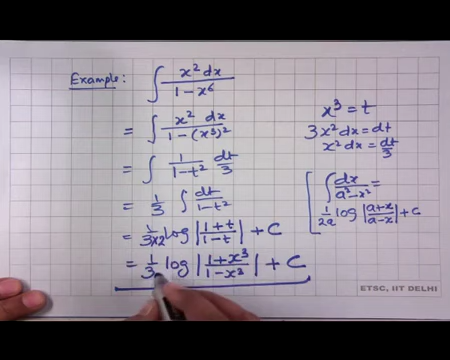 Example: ∫ x² dx / 1 - x⁶
= ∫ x² dx / 1 - (x³)²
= ∫ 1 / 1 - t² dt / 3
= 1/3 ∫ dt / 1 - t²
= 1/3×2 log |1 + t / 1 - t| + C
= 1/3 log |1 + x³ / 1 - x³| + C
x³ = t
3x² dx = dt
x² dx = dt/3
∫ dx / a² - x² =
1/2a log |a + x / a - x| + C
ETSC, IIT DELHI